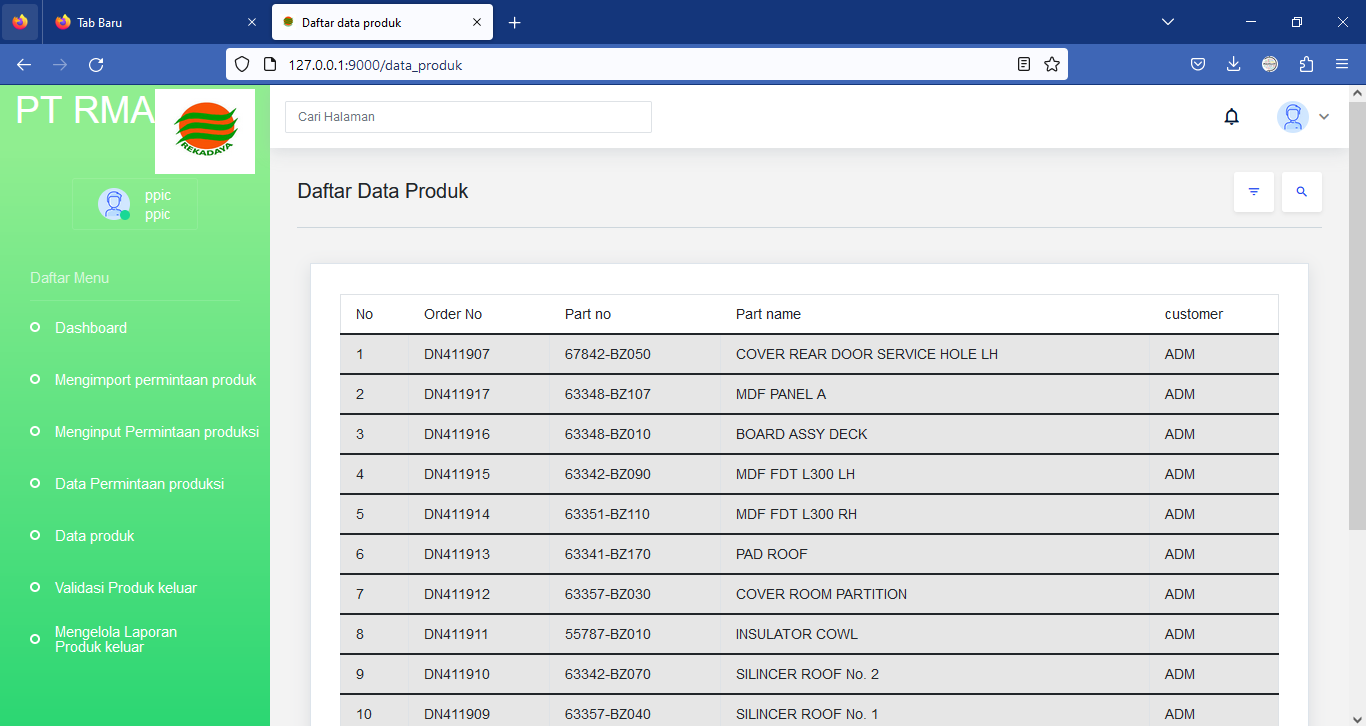 Tab Baru
Daftar data produk
127.0.0.1:9000/data_produk
PT RMA
REKADAYA
ppic
ppic
Daftar Menu
Dashboard
Mengimport permintaan produk
Menginput Permintaan produksi
Data Permintaan produksi
Data produk
Validasi Produk keluar
Mengelola Laporan
Produk keluar
Cari Halaman
Daftar Data Produk
No Order No Part no Part name customer
1 DN411907 67842-BZ050 COVER REAR DOOR SERVICE HOLE LH ADM
2 DN411917 63348-BZ107 MDF PANEL A ADM
3 DN411916 63348-BZ010 BOARD ASSY DECK ADM
4 DN411915 63342-BZ090 MDF FDT L300 LH ADM
5 DN411914 63351-BZ110 MDF FDT L300 RH ADM
6 DN411913 63341-BZ170 PAD ROOF ADM
7 DN411912 63357-BZ030 COVER ROOM PARTITION ADM
8 DN411911 55787-BZ010 INSULATOR COWL ADM
9 DN411910 63342-BZ070 SILINCER ROOF No. 2 ADM
10 DN411909 63357-BZ040 SILINCER ROOF No. 1 ADM